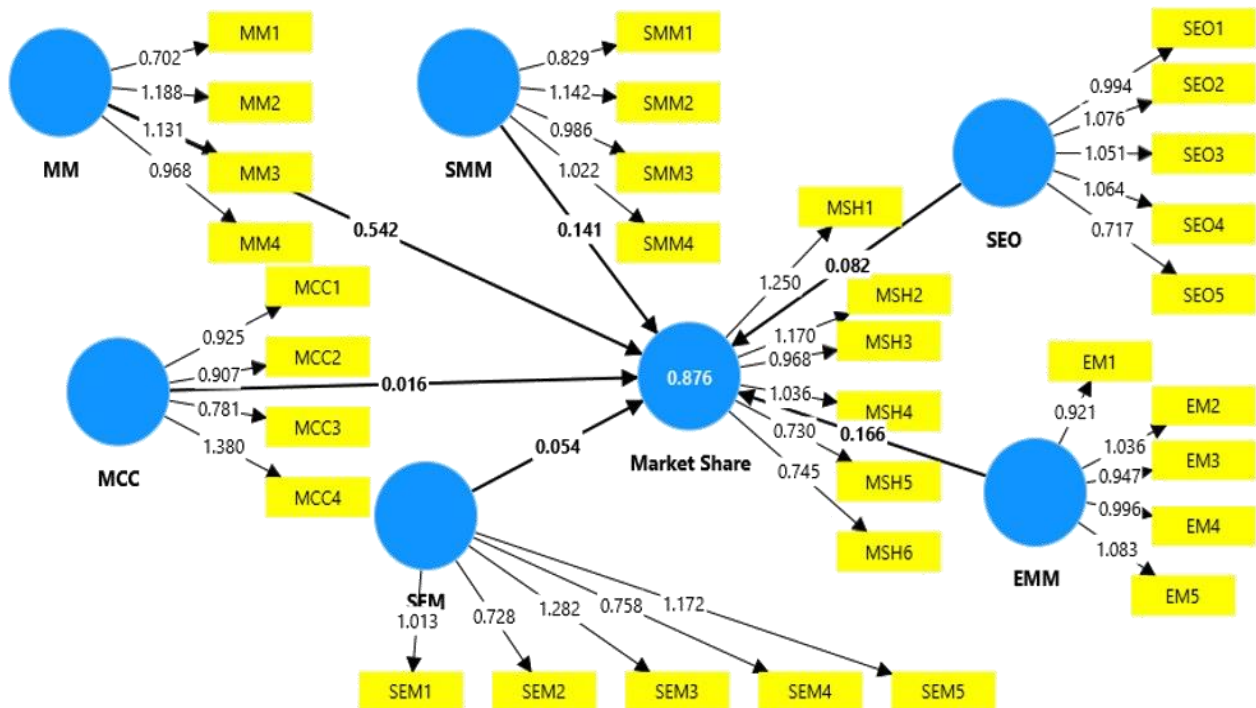 MM1
0.702
MM2
1.188
1.131
MM3
0.968
MM4
MM
SMM1
0.829
SMM2
1.142
0.986
SMM3
1.022
SMM4
SMM
SEO1
0.994
SEO2
1.076
SEO3
1.051
1.064
SEO4
0.717
SEO5
SEO
0.542
0.141
0.082
MCC1
0.925
MCC2
0.907
0.781
MCC3
1.380
MCC4
MCC
0.016
MSH1
1.250
MSH2
1.170
MSH3
0.968
1.036
MSH4
0.730
MSH5
0.745
MSH6
0.876
Market Share
0.054
0.166
EM1
0.921
EM2
1.036
EM3
0.947
0.996
EM4
1.083
EM5
EMM
SEM
1.013
0.728
1.282
0.758
1.172
SEM1
SEM2
SEM3
SEM4
SEM5